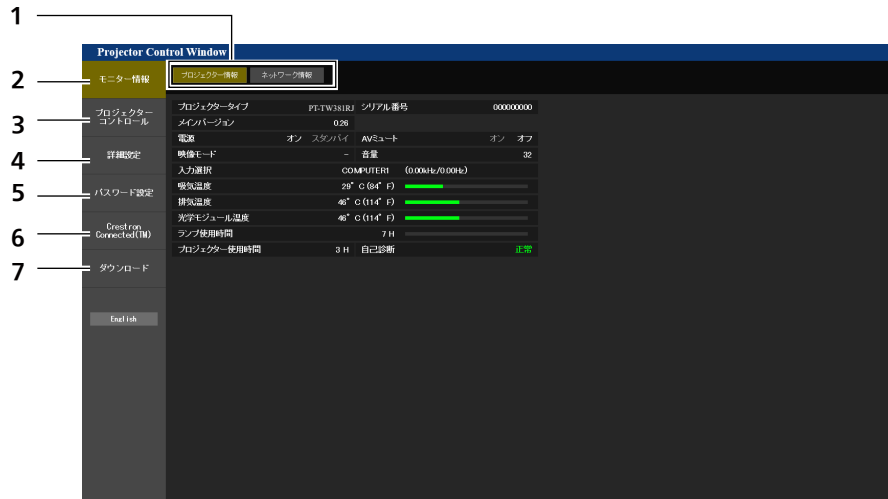 1
Projector Control Window
2
モニター情報
プロジェクター情報 ネットワーク情報
3
プロジェクター
コントロール
4
詳細設定
5
パスワード設定
6
Crestron
Connected(TM)
7
ダウンロード
English
プロジェクタータイプ PT-TW381RJ シリアル番号 000000000
メインバージョン 0.26
電源 オン スタンバイ AVミュート オン オフ
映像モード - 音量 32
入力選択 COMPUTER1 (0.00kHz/0.00Hz)
吸気温度 29° C (84° F)
排気温度 46° C (114° F)
光学モジュール温度 46° C (114° F)
ランプ使用時間 7 H
プロジェクター使用時間 3 H 自己診断 正常